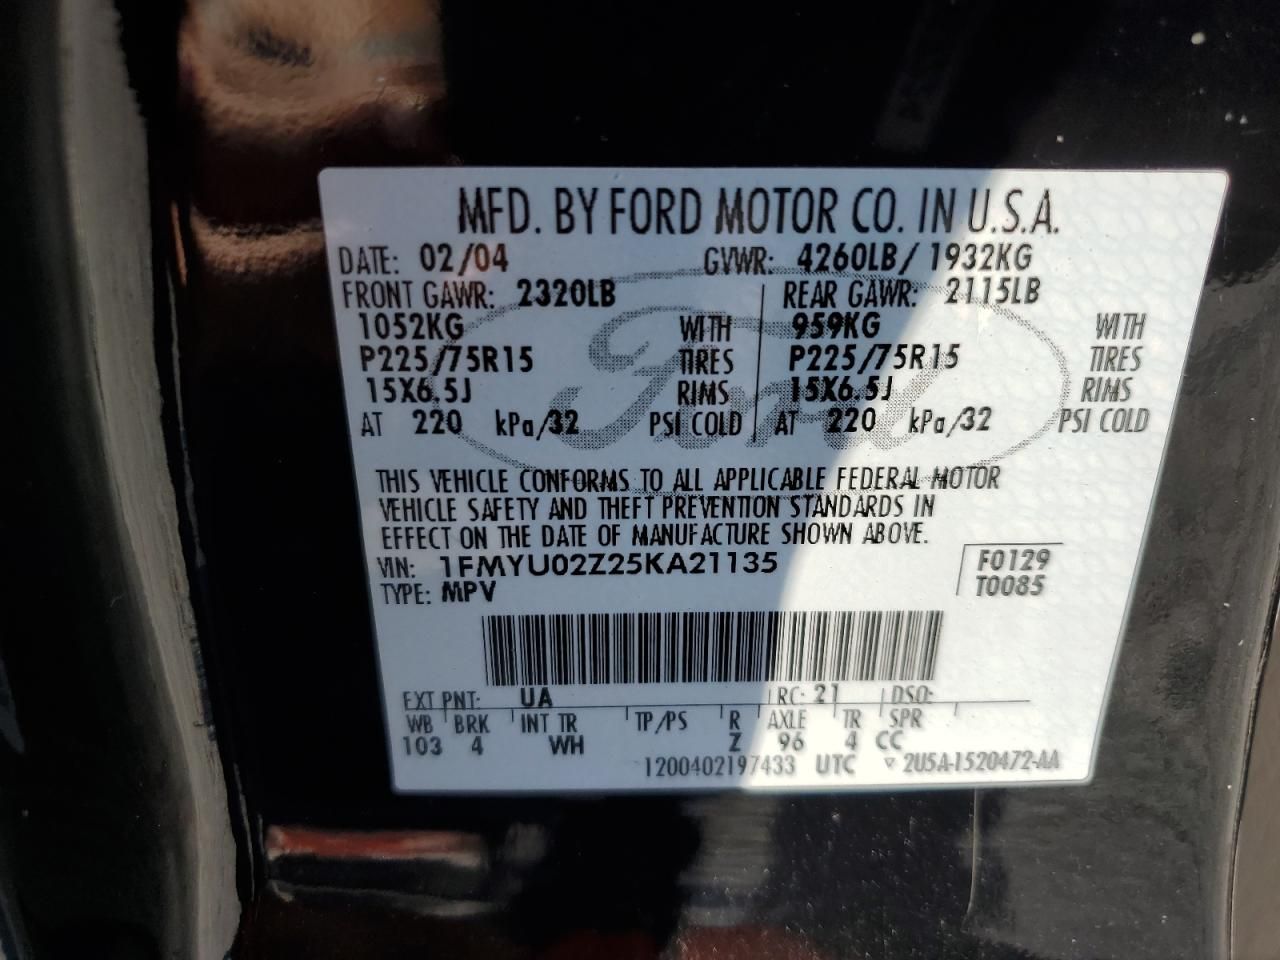 MFD. BY FORD MOTOR CO. IN U.S.A.
DATE: 02/04 GVWR: 4260LB/ 1932KG
FRONT GAWR: 2320LB REAR GAWR: 2115LB
1052KG WITH 959KG WITH
P225/75R15 TIRES P225/75R15 TIRES
15X6.5J RIMS 15X6.5J RIMS
AT 220 kPa/32 PSI COLD AT 220 kPa/32 PSI COLD
Ford
THIS VEHICLE CONFORMS TO ALL APPLICABLE FEDERAL MOTOR
VEHICLE SAFETY AND THEFT PREVENTION STANDARDS IN
EFFECT ON THE DATE OF MANUFACTURE SHOWN ABOVE.
VIN: 1FMYU02Z25KA21135 F0129
TYPE: MPV T0085
EXT PNT: UA RC: 21 DSO:
WB BRK INT TR TP/PS R AXLE TR SPR
103 4 WH Z 96 4 CC
1200402197433 UTC ▽ 2U5A-1520472-AA